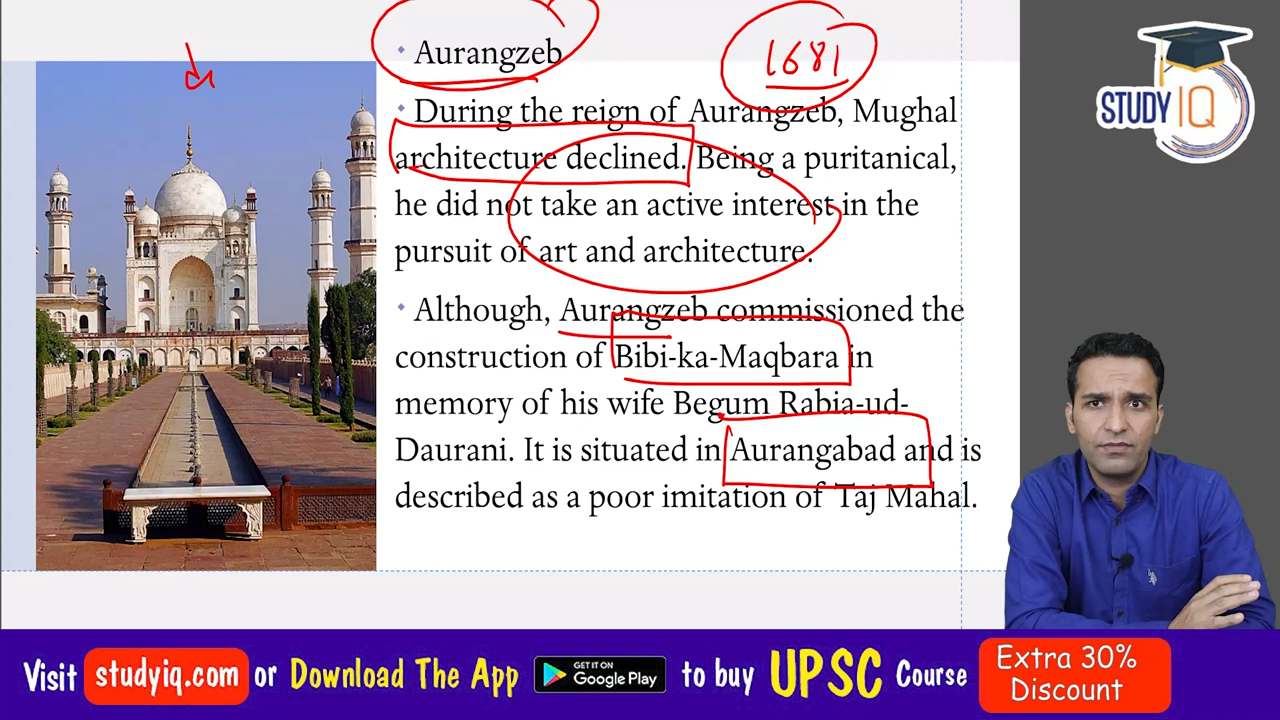 Aurangzeb
1681
During the reign of Aurangzeb, Mughal
architecture declined. Being a puritanical,
he did not take an active interest in the
pursuit of art and architecture.
Although, Aurangzeb commissioned the
construction of Bibi-ka-Maqbara in
memory of his wife Begum Rabia-ud-
Daurani. It is situated in Aurangabad and is
described as a poor imitation of Taj Mahal.
STUDY IQ
Visit studyiq.com or Download The App GET IT ON Google Play to buy UPSC Course
Extra 30%
Discount